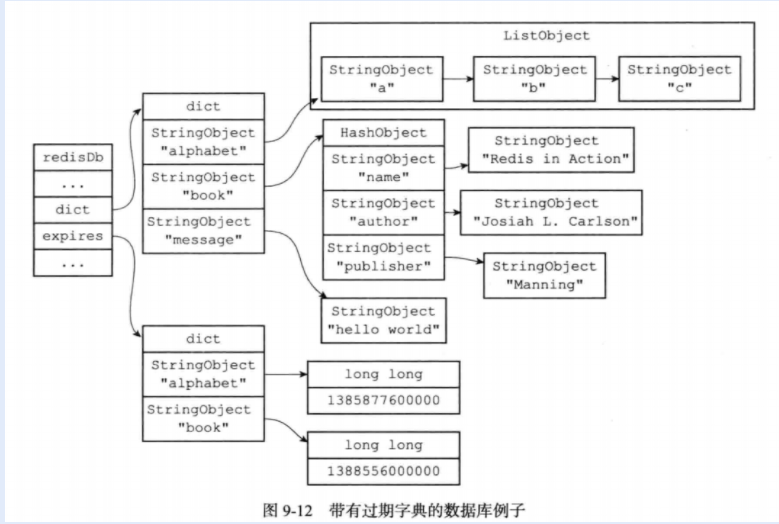 ListObject
StringObject
"a"
StringObject
"b"
StringObject
"c"
dict
StringObject
"alphabet"
StringObject
"book"
StringObject
"message"
redisDb
...
dict
expires
...
HashObject
StringObject
"name"
StringObject
"author"
StringObject
"publisher"
StringObject
"Redis in Action"
StringObject
"Josiah L. Carlson"
StringObject
"Manning"
StringObject
"hello world"
dict
StringObject
"alphabet"
StringObject
"book"
long long
1385877600000
long long
1388556000000
图 9-12 带有过期字典的数据库例子